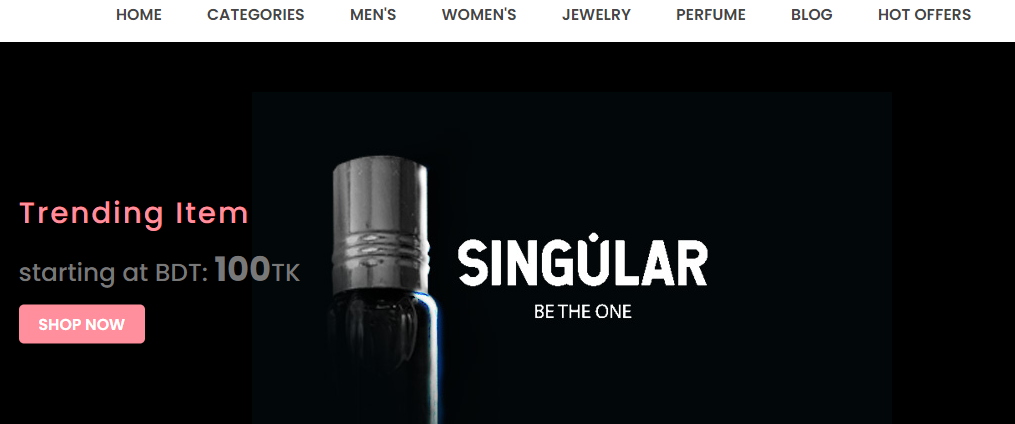 HOME CATEGORIES MEN'S WOMEN'S JEWELRY PERFUME BLOG HOT OFFERS
Trending Item
starting at BDT: 100TK
SHOP NOW
SINGÚLAR
BE THE ONE